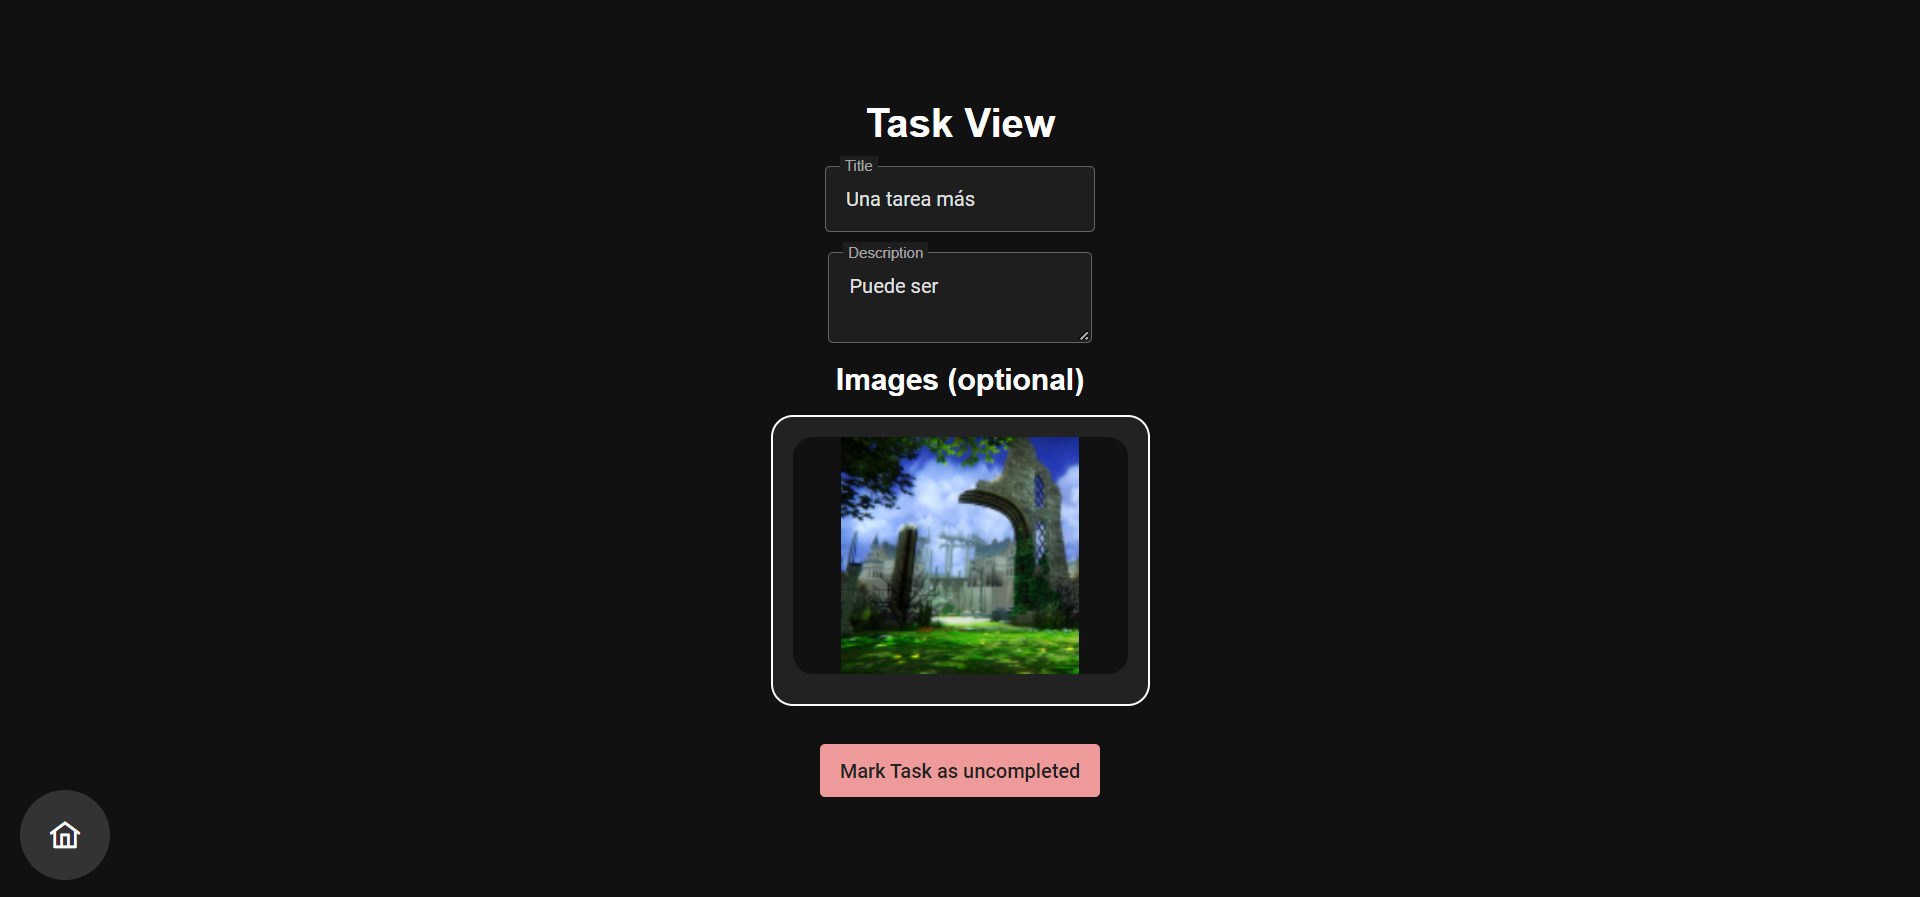 Task View
Title
Una tarea más
Description
Puede ser
Images (optional)
Mark Task as uncompleted